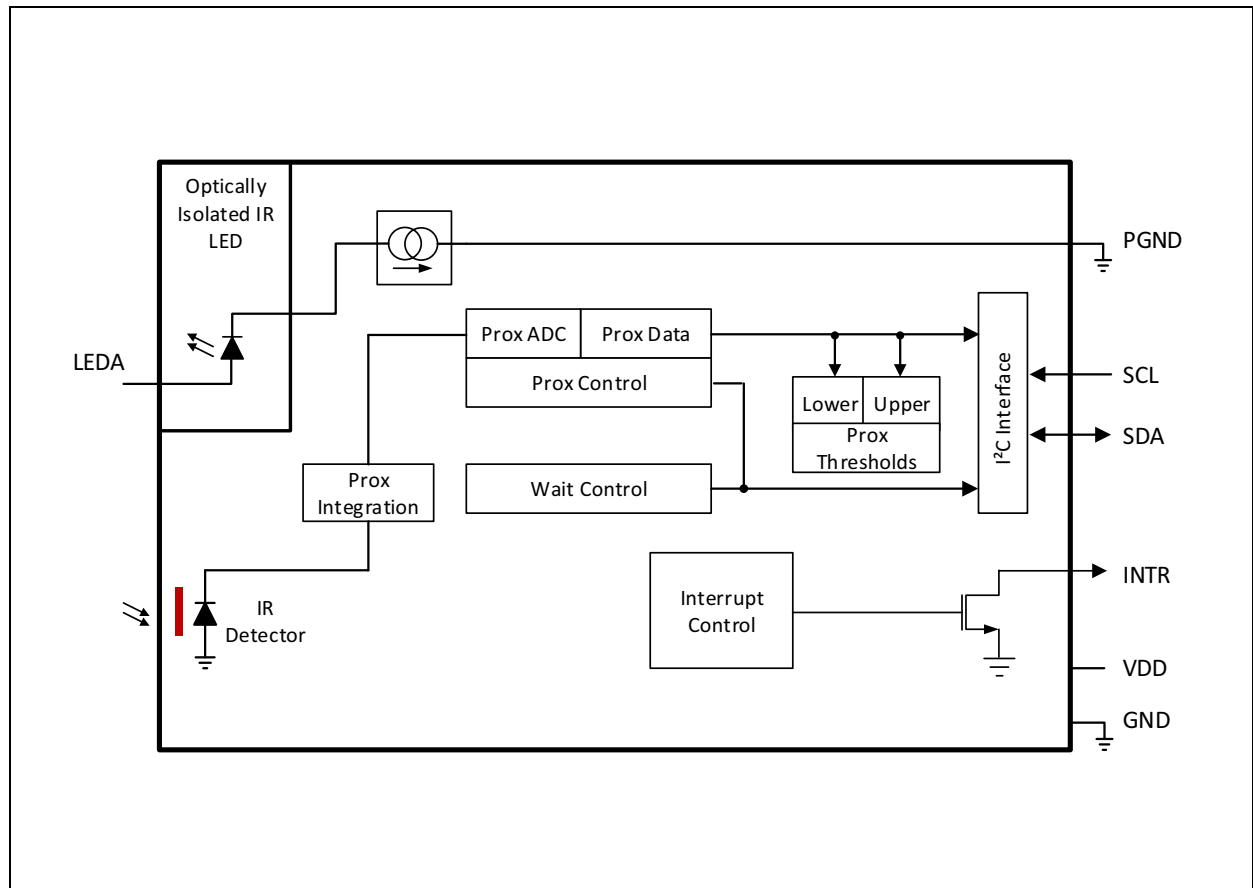 Optically
Isolated IR
LED
PGND
Prox ADC
Prox Data
LEDA
Prox Control
SCL
Lower
Upper
I²C Interface
Prox
Thresholds
SDA
Prox
Integration
Wait Control
INTR
IR
Detector
Interrupt
Control
VDD
GND